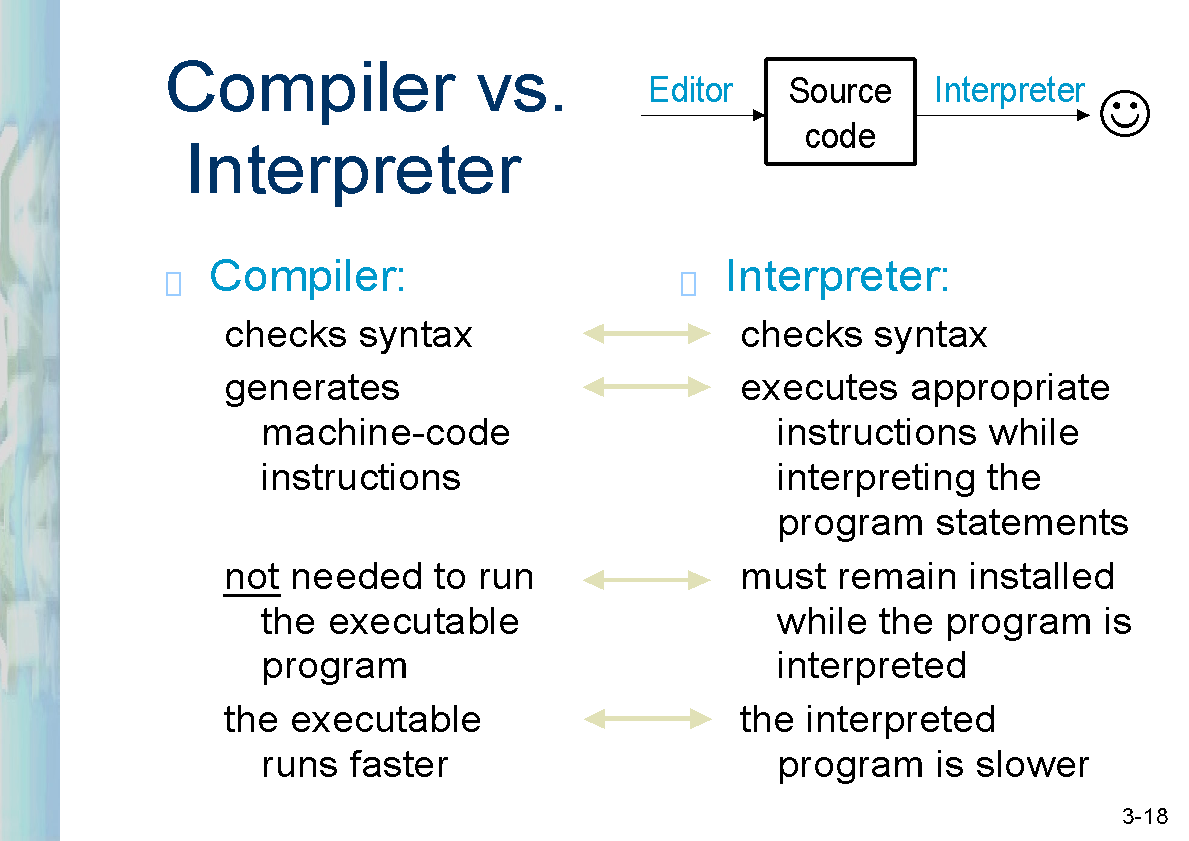 Compiler vs.
Interpreter
Editor
Source
code
Interpreter
Compiler:
checks syntax
generates
machine-code
instructions
not needed to run
the executable
program
the executable
runs faster
Interpreter:
checks syntax
executes appropriate
instructions while
interpreting the
program statements
must remain installed
while the program is
interpreted
the interpreted
program is slower
3-18